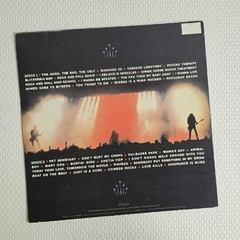 DISCO 1 : THE GOOD, THE BAD, THE UGLY • DURANGO 95 • TEENAGE LOBOTOMY • PSYCHO THERAPY
BLITZKRIEG BOP • ROCK AND ROLL RADIO • I BELIEVE IN MIRACLES • GIMME GIMME SHOCK TREATMENT
ROCK AND ROLL HIGH SCHOOL • I WANNA BE SEDATED • THE KKK TOOK MY BABY AWAY • I WANNA LIVE
BONZO GOES TO BITBURG • TOO TOUGH TO DIE • SHEENA IS A PUNK ROCKER • ROCKAWAY BEACH
DISCO 2 : PET SEMATARY • DON'T BUST MY CHOPS • PALISADES PARK • MAMA'S BOY • ANIMAL
BOY • WART HOG • SURFIN' BIRD • CRETIN HOP • I DON'T WANNA WALK AROUND WITH YOU
TODAY YOUR LOVE, TOMORROW THE WORLD • PINHEAD • SOMEBODY PUT SOMETHING IN MY DRINK
BEAT ON THE BRAT • JUDY IS A PUNK • CHINESE ROCKS • LOVE KILLS • IGNORANCE IS BLISS